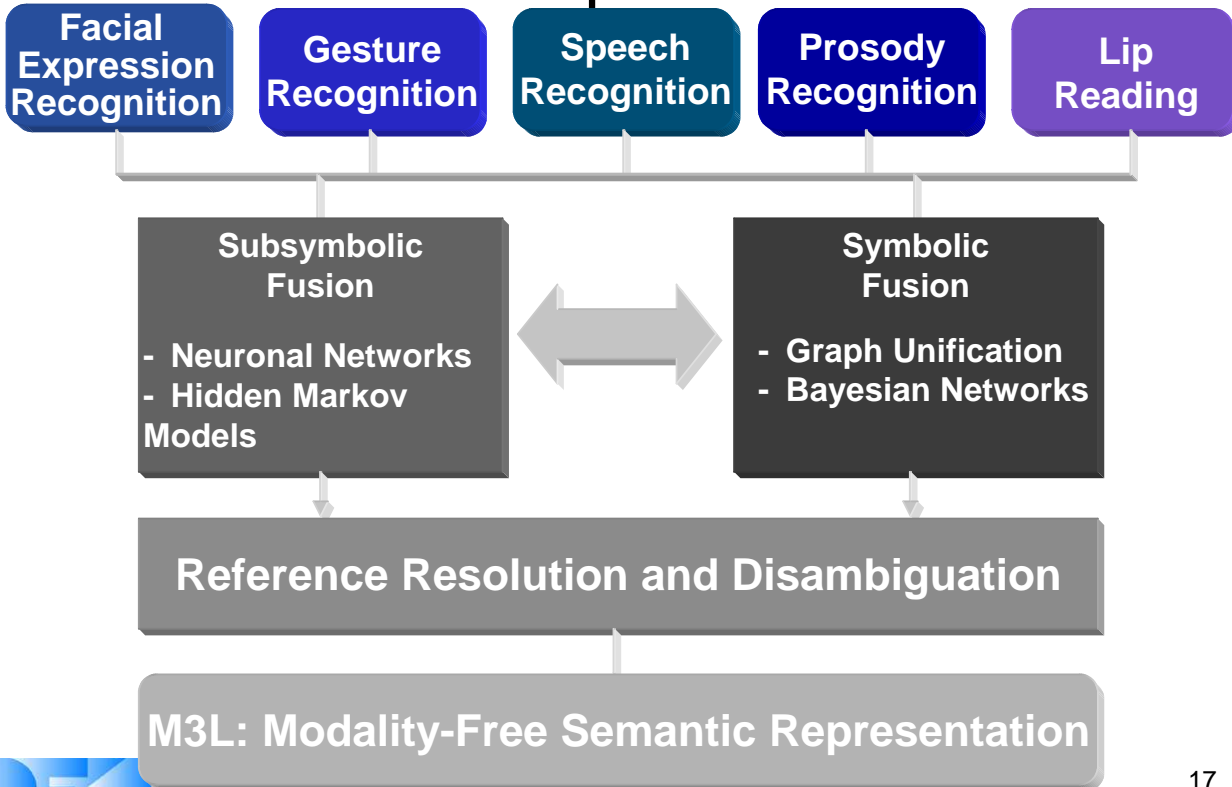 Facial
Expression
Recognition
Gesture
Recognition
Speech
Recognition
Prosody
Recognition
Lip
Reading
Subsymbolic
Fusion
- Neuronal Networks
- Hidden Markov
Models
Symbolic
Fusion
- Graph Unification
- Bayesian Networks
Reference Resolution and Disambiguation
M3L: Modality-Free Semantic Representation
17